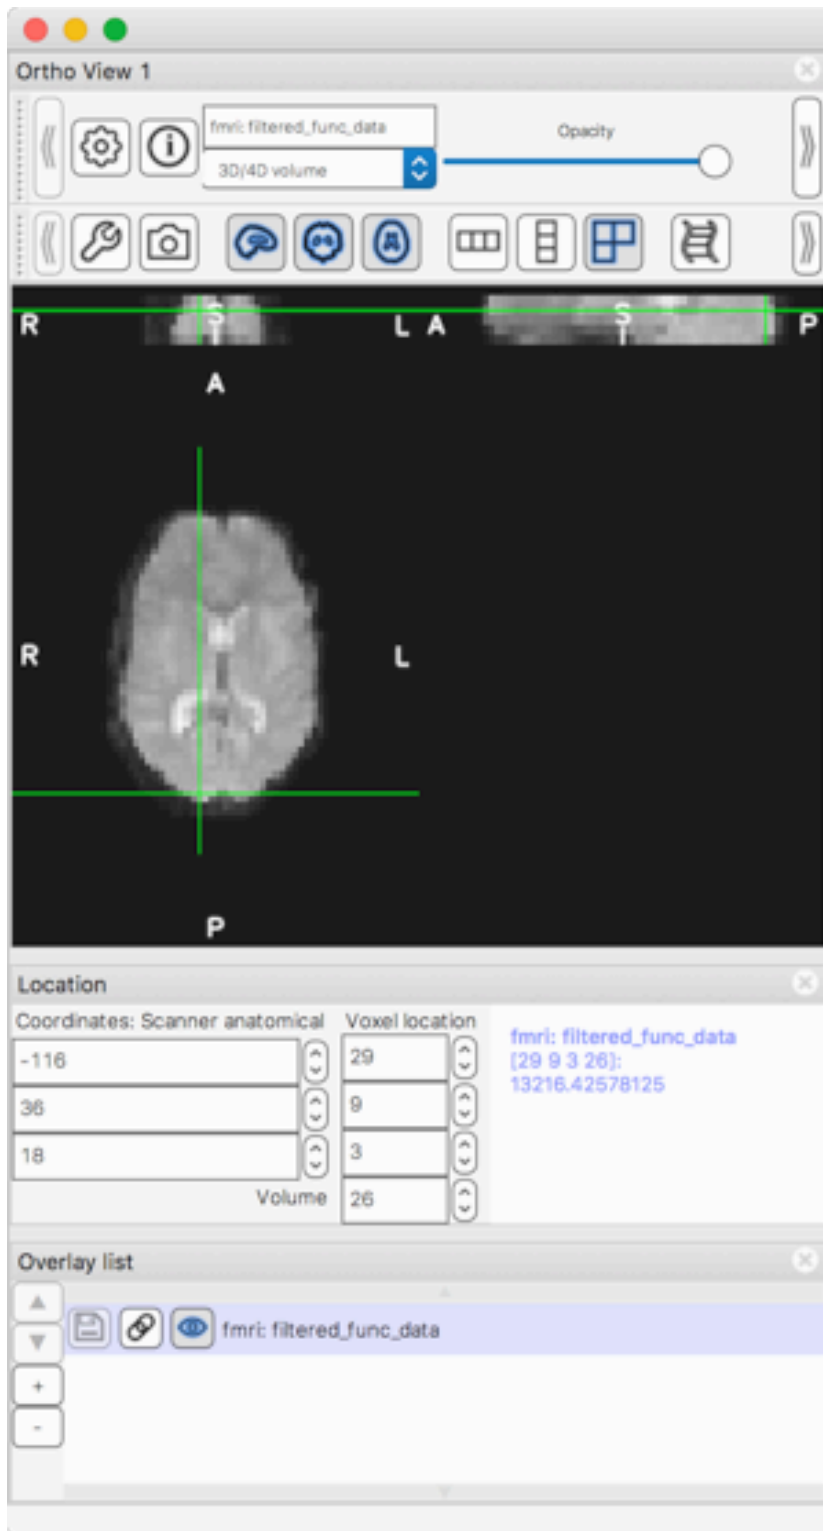 Ortho View 1
fmri: filtered_func_data
Opacity
3D/4D volume
R S L A S P
I I
A
R L
P
Location
Coordinates: Scanner anatomical Voxel location
fmri: filtered_func_data
-116 29
[29 9 3 26]:
13216.42578125
36 9
18 3
Volume 26
Overlay list
fmri: filtered_func_data
+
-